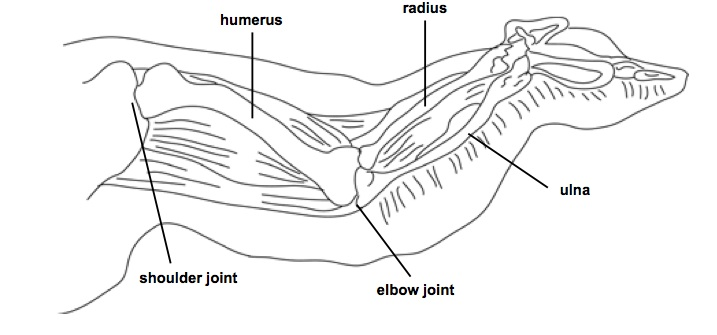 radius
humerus
ulna
shoulder joint
elbow joint